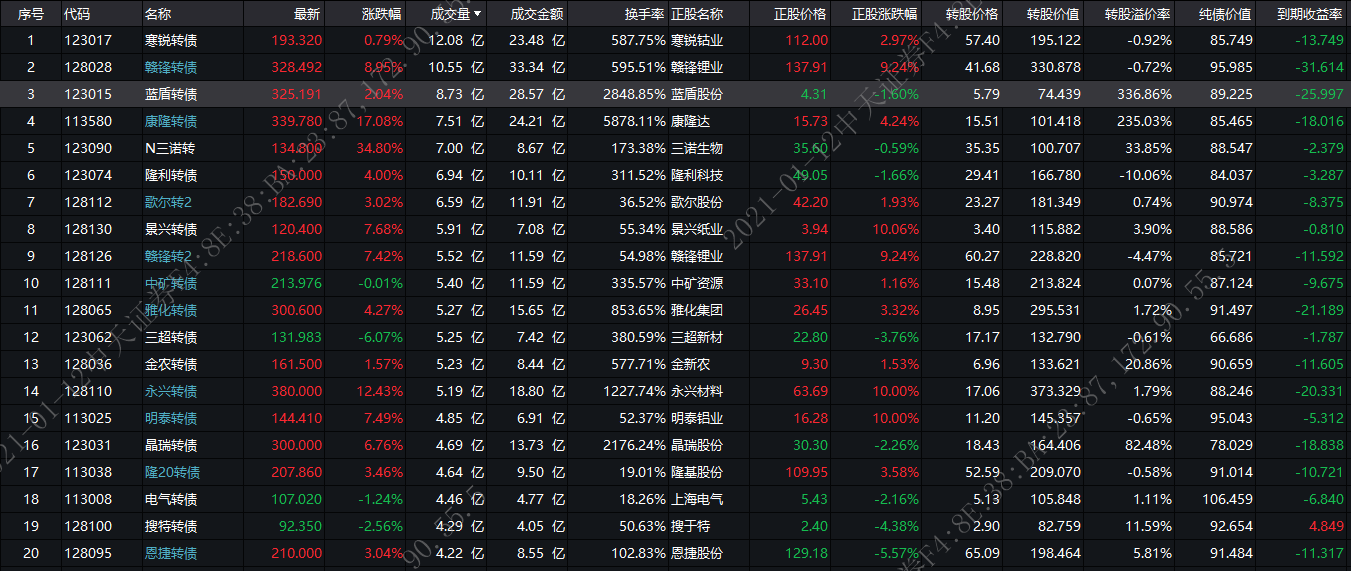 序号 代码 名称 最新 涨跌幅 成交量 成交金额 换手率 正股名称 正股价格 正股涨跌幅 转股价格 转股价值 转股溢价率 纯债价值 到期收益率
1 123017 寒锐转债 193.320 0.79% 12.08 亿 23.48 亿 587.75% 寒锐钴业 112.00 2.97% 57.40 195.122 -0.92% 85.749 -13.749
2 128028 赣锋转债 328.492 8.95% 10.55 亿 33.34 亿 595.51% 赣锋锂业 137.91 9.24% 41.68 330.878 -0.72% 95.985 -31.614
3 123015 蓝盾转债 325.191 2.04% 8.73 亿 28.57 亿 2848.85% 蓝盾股份 4.31 -1.60% 5.79 74.439 336.86% 89.225 -25.997
4 113580 康隆转债 339.780 17.08% 7.51 亿 24.21 亿 5878.11% 康隆达 15.73 4.24% 15.51 101.418 235.03% 85.465 -18.016
5 123090 N三诺转 134.800 34.80% 7.00 亿 8.67 亿 173.38% 三诺生物 35.60 -0.59% 35.35 100.707 33.85% 88.547 -2.379
6 123074 隆利转债 150.000 4.00% 6.94 亿 10.11 亿 311.52% 隆利科技 49.05 -1.66% 29.41 166.780 -10.06% 84.037 -3.287
7 128112 歌尔转2 182.690 3.02% 6.59 亿 11.91 亿 36.52% 歌尔股份 42.20 1.93% 23.27 181.349 0.74% 90.974 -8.375
8 128130 景兴转债 120.400 7.68% 5.91 亿 7.08 亿 55.34% 景兴纸业 3.94 10.06% 3.40 115.882 3.90% 88.586 -0.810
9 128126 赣锋转2 218.600 7.42% 5.52 亿 11.59 亿 54.98% 赣锋锂业 137.91 9.24% 60.27 228.820 -4.47% 85.721 -11.592
10 128111 中矿转债 213.976 -0.01% 5.40 亿 11.59 亿 335.57% 中矿资源 33.10 1.16% 15.48 213.824 0.07% 87.124 -9.675
11 128065 雅化转债 300.600 4.27% 5.27 亿 15.65 亿 853.65% 雅化集团 26.45 3.32% 8.95 295.531 1.72% 91.497 -21.189
12 123062 三超转债 131.983 -6.07% 5.25 亿 7.42 亿 380.59% 三超新材 22.80 -3.76% 17.17 132.790 -0.61% 66.686 -1.787
13 128036 金农转债 161.500 1.57% 5.23 亿 8.44 亿 577.71% 金新农 9.30 1.53% 6.96 133.621 20.86% 90.659 -11.605
14 128110 永兴转债 380.000 12.43% 5.19 亿 18.80 亿 1227.74% 永兴材料 63.69 10.00% 17.06 373.329 1.79% 88.246 -20.331
15 113025 明泰转债 144.410 7.49% 4.85 亿 6.91 亿 52.37% 明泰铝业 16.28 10.00% 11.20 145.357 -0.65% 95.043 -5.312
16 123031 晶瑞转债 300.000 6.76% 4.69 亿 13.73 亿 2176.24% 晶瑞股份 30.30 -2.26% 18.43 164.406 82.48% 78.029 -18.838
17 113038 隆20转债 207.860 3.46% 4.64 亿 9.50 亿 19.01% 隆基股份 109.95 3.58% 52.59 209.070 -0.58% 91.014 -10.721
18 113008 电气转债 107.020 -1.24% 4.46 亿 4.77 亿 18.26% 上海电气 5.43 -2.16% 5.13 105.848 1.11% 106.459 -6.840
19 128100 搜特转债 92.350 -2.56% 4.29 亿 4.05 亿 50.63% 搜于特 2.40 -4.38% 2.90 82.759 11.59% 92.654 4.849
20 128095 恩捷转债 210.000 3.04% 4.22 亿 8.55 亿 102.83% 恩捷股份 129.18 -5.57% 65.09 198.464 5.81% 91.484 -11.317